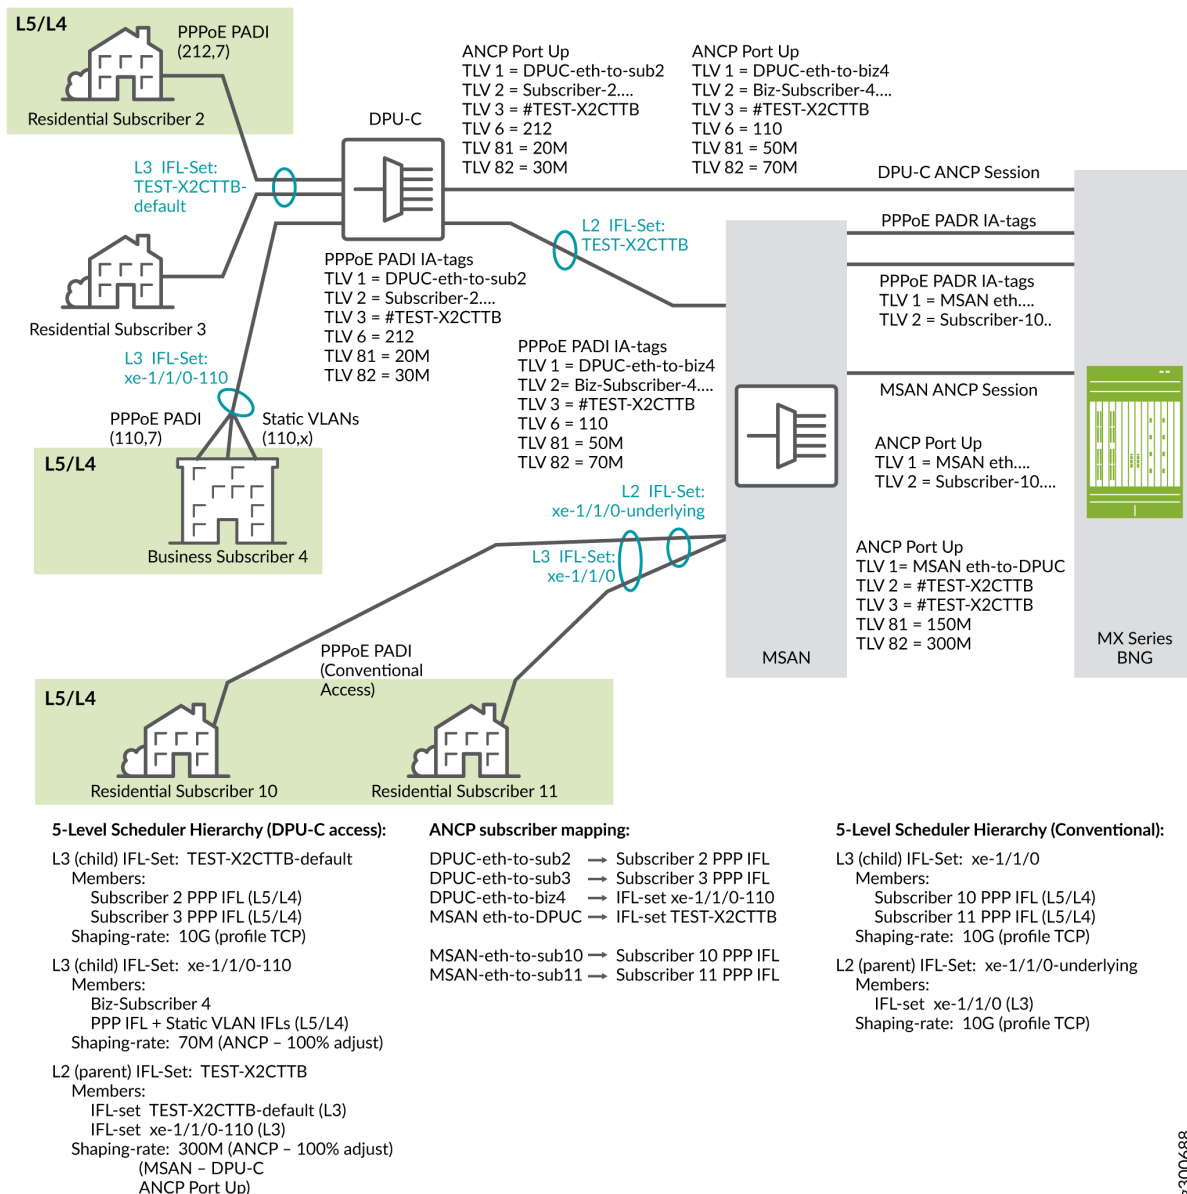 L5/L4
PPPoE PADI
(212,7)
Residential Subscriber 2
DPU-C
ANCP Port Up
TLV 1 = DPUC-eth-to-sub2
TLV 2 = Subscriber-2....
TLV 3 = #TEST-X2CTTB
TLV 6 = 212
TLV 81 = 20M
TLV 82 = 30M
ANCP Port Up
TLV 1 = DPUC-eth-to-biz4
TLV 2 = Biz-Subscriber-4....
TLV 3 = #TEST-X2CTTB
TLV 6 = 110
TLV 81 = 50M
TLV 82 = 70M
DPU-C ANCP Session
L3 IFL-Set:
TEST-X2CTTB-
default
L2 IFL-Set:
TEST-X2CTTB
PPPoE PADR IA-tags
PPPoE PADR IA-tags
TLV 1 = MSAN eth....
TLV 2 = Subscriber-10..
Residential Subscriber 3
PPPoE PADI IA-tags
TLV 1 = DPUC-eth-to-sub2
TLV 2 = Subscriber-2....
TLV 3 = #TEST-X2CTTB
TLV 6 = 212
TLV 81 = 20M
TLV 82 = 30M
L3 IFL-Set:
xe-1/1/0-110
PPPoE PADI IA-tags
TLV 1 = DPUC-eth-to-biz4
TLV 2= Biz-Subscriber-4....
TLV 3 = #TEST-X2CTTB
TLV 6 = 110
TLV 81 = 50M
TLV 82 = 70M
MSAN ANCP Session
PPPoE PADI
(110,7)
Static VLANs
(110,x)
L5/L4
Business Subscriber 4
ANCP Port Up
TLV 1 = MSAN eth....
TLV 2 = Subscriber-10....
L2 IFL-Set:
xe-1/1/0-underlying
L3 IFL-Set:
xe-1/1/0
ANCP Port Up
TLV 1= MSAN eth-to-DPUC
TLV 2 = #TEST-X2CTTB
TLV 3 = #TEST-X2CTTB
TLV 81 = 150M
TLV 82 = 300M
MSAN
MX Series
BNG
PPPoE PADI
(Conventional
Access)
L5/L4
Residential Subscriber 10
Residential Subscriber 11
5-Level Scheduler Hierarchy (DPU-C access):
L3 (child) IFL-Set: TEST-X2CTTB-default
Members:
Subscriber 2 PPP IFL (L5/L4)
Subscriber 3 PPP IFL (L5/L4)
Shaping-rate: 10G (profile TCP)
L3 (child) IFL-Set: xe-1/1/0-110
Members:
Biz-Subscriber 4
PPP IFL + Static VLAN IFLs (L5/L4)
Shaping-rate: 70M (ANCP – 100% adjust)
L2 (parent) IFL-Set: TEST-X2CTTB
Members:
IFL-set TEST-X2CTTB-default (L3)
IFL-set xe-1/1/0-110 (L3)
Shaping-rate: 300M (ANCP – 100% adjust)
(MSAN – DPU-C
ANCP Port Up)
ANCP subscriber mapping:
DPUC-eth-to-sub2 → Subscriber 2 PPP IFL
DPUC-eth-to-sub3 → Subscriber 3 PPP IFL
DPUC-eth-to-biz4 → IFL-set xe-1/1/0-110
MSAN eth-to-DPUC → IFL-set TEST-X2CTTB
MSAN-eth-to-sub10 → Subscriber 10 PPP IFL
MSAN-eth-to-sub11 → Subscriber 11 PPP IFL
5-Level Scheduler Hierarchy (Conventional):
L3 (child) IFL-Set: xe-1/1/0
Members:
Subscriber 10 PPP IFL (L5/L4)
Subscriber 11 PPP IFL (L5/L4)
Shaping-rate: 10G (profile TCP)
L2 (parent) IFL-Set: xe-1/1/0-underlying
Members:
IFL-set xe-1/1/0 (L3)
Shaping-rate: 10G (profile TCP)